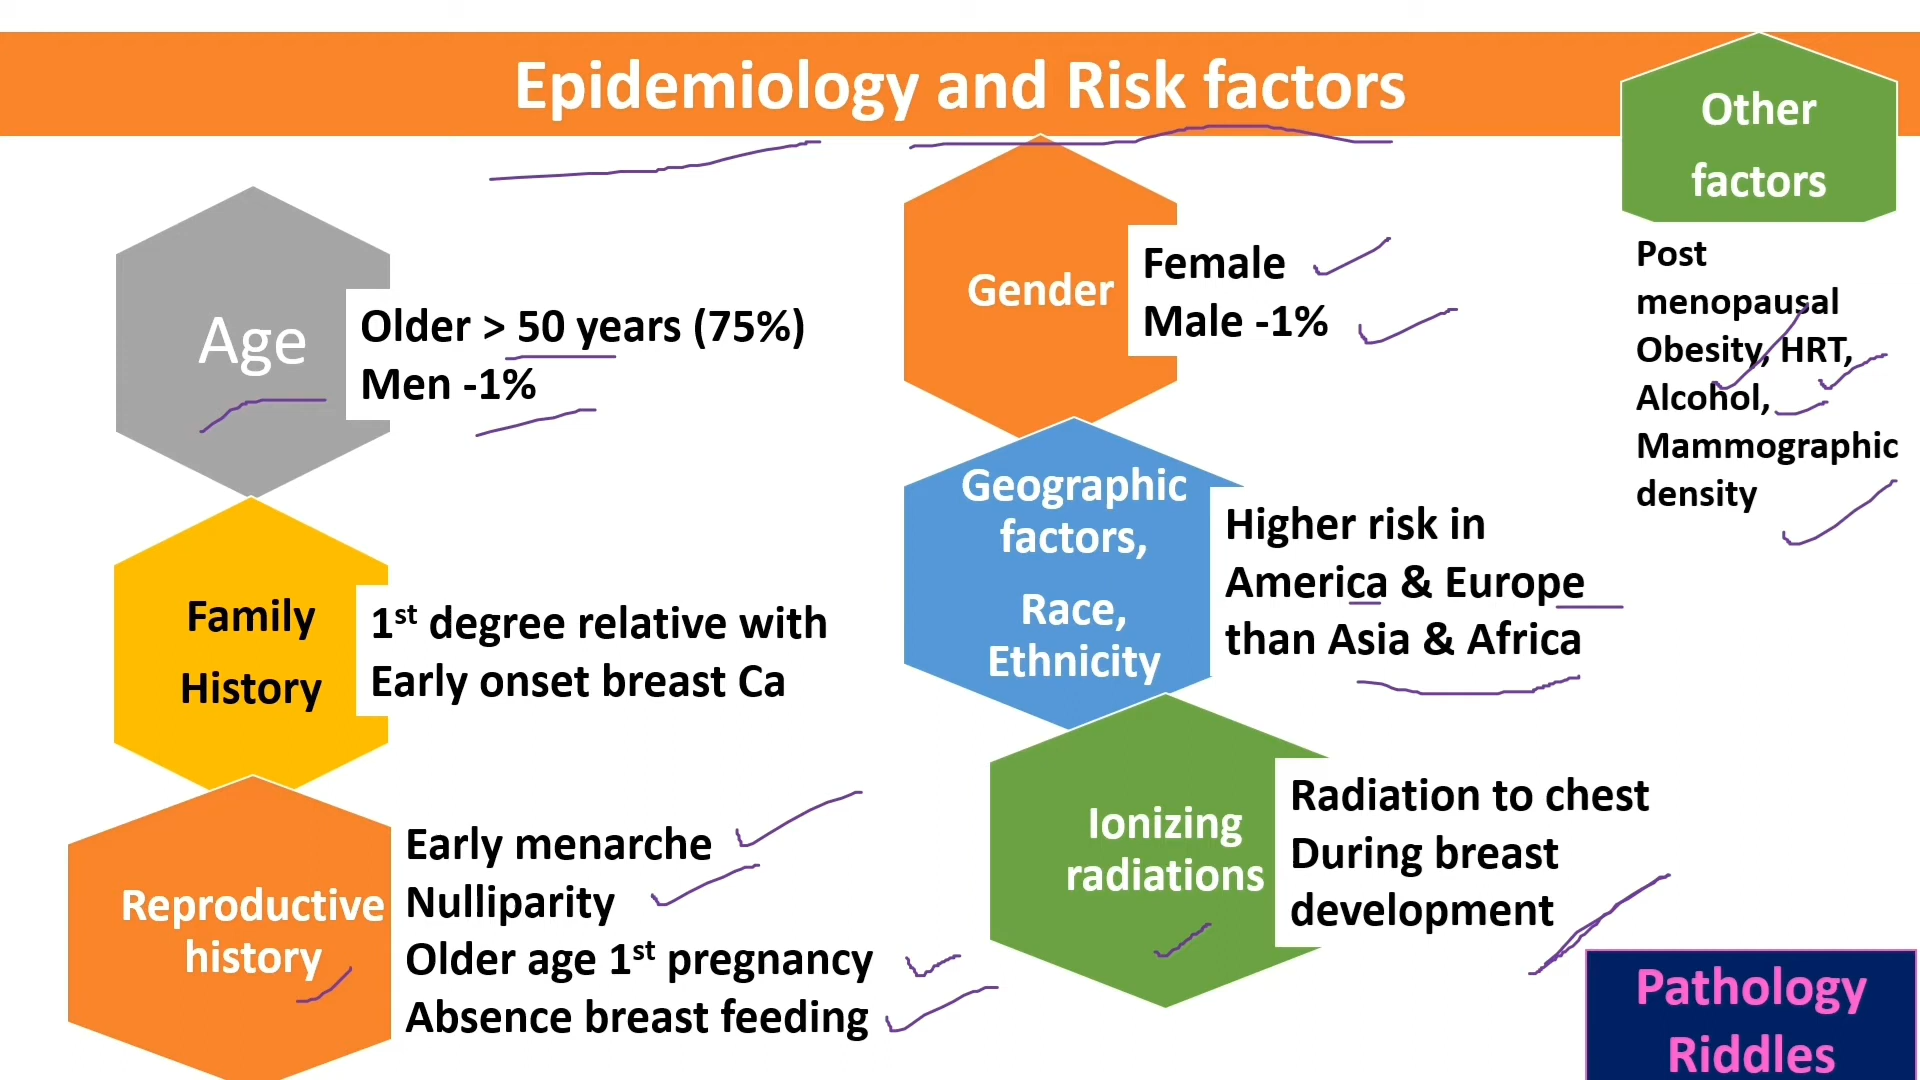 Epidemiology and Risk factors
Age
Older > 50 years (75%)
Men -1%
Family
History
1st degree relative with
Early onset breast Ca
Reproductive
history
Early menarche
Nulliparity
Older age 1st pregnancy
Absence breast feeding
Gender
Female
Male -1%
Geographic
factors,
Race,
Ethnicity
Higher risk in
America & Europe
than Asia & Africa
Ionizing
radiations
Radiation to chest
During breast
development
Other
factors
Post
menopausal
Obesity, HRT,
Alcohol,
Mammographic
density
Pathology
Riddles